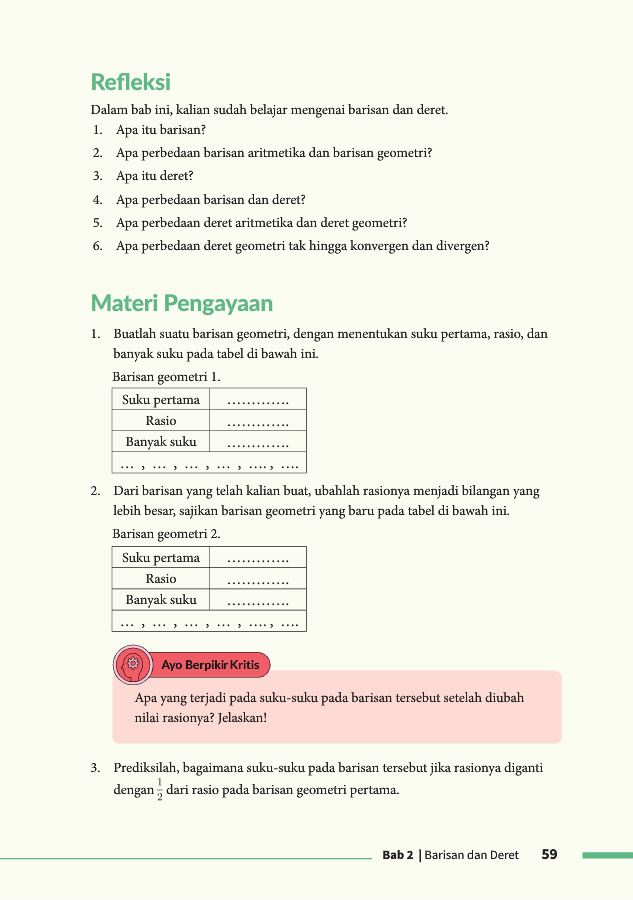 Refleksi
Dalam bab ini, kalian sudah belajar mengenai barisan dan deret.
1. Apa itu barisan?
2. Apa perbedaan barisan aritmetika dan barisan geometri?
3. Apa itu deret?
4. Apa perbedaan barisan dan deret?
5. Apa perbedaan deret aritmetika dan deret geometri?
6. Apa perbedaan deret geometri tak hingga konvergen dan divergen?
Materi Pengayaan
1. Buatlah suatu barisan geometri, dengan menentukan suku pertama, rasio, dan
banyak suku pada tabel di bawah ini.
Barisan geometri 1.
Suku pertama ………….
Rasio ………….
Banyak suku ………….
… , … , … , … , …. , ….
2. Dari barisan yang telah kalian buat, ubahlah rasionya menjadi bilangan yang
lebih besar, sajikan barisan geometri yang baru pada tabel di bawah ini.
Barisan geometri 2.
Suku pertama ………….
Rasio ………….
Banyak suku ………….
… , … , … , … , …. , ….
Ayo Berpikir Kritis
Apa yang terjadi pada suku-suku pada barisan tersebut setelah diubah
nilai rasionya? Jelaskan!
3. Prediksilah, bagaimana suku-suku pada barisan tersebut jika rasionya diganti
dengan 1/2 dari rasio pada barisan geometri pertama.
Bab 2 | Barisan dan Deret 59